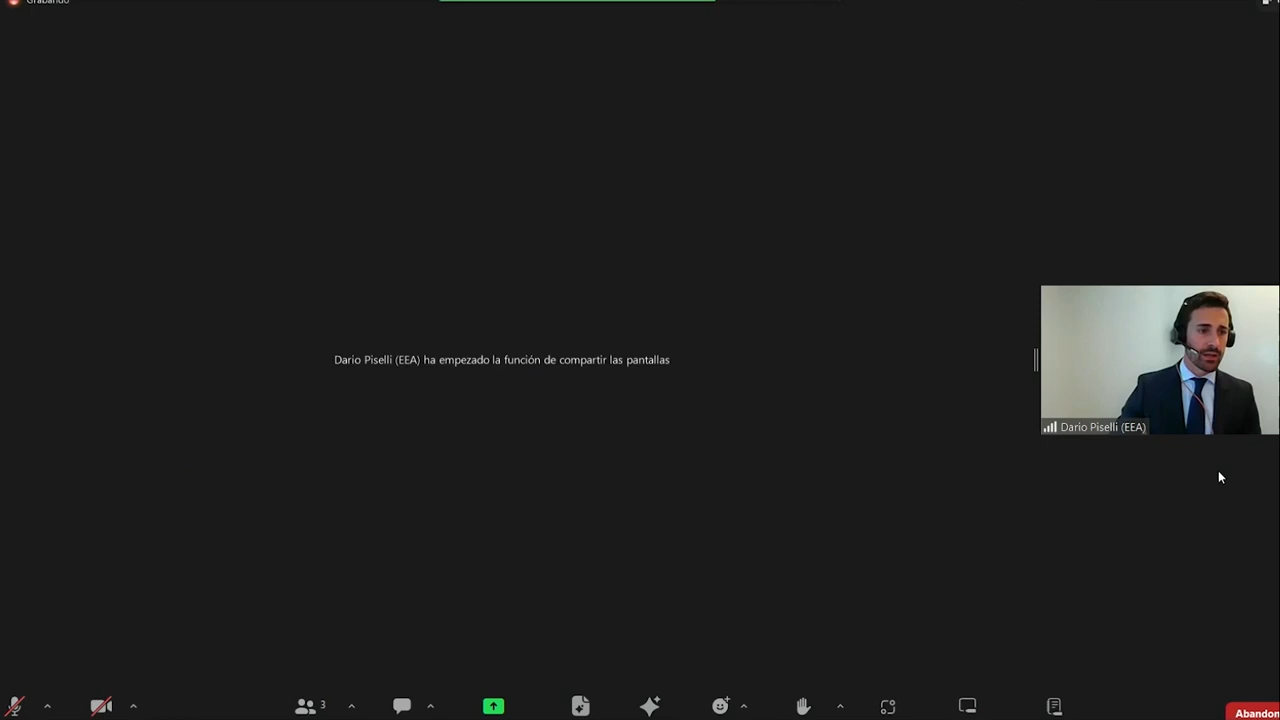 Grabando
Dario Piselli (EEA) ha empezado la función de compartir las pantallas
Dario Piselli (EEA)
3
Abandon